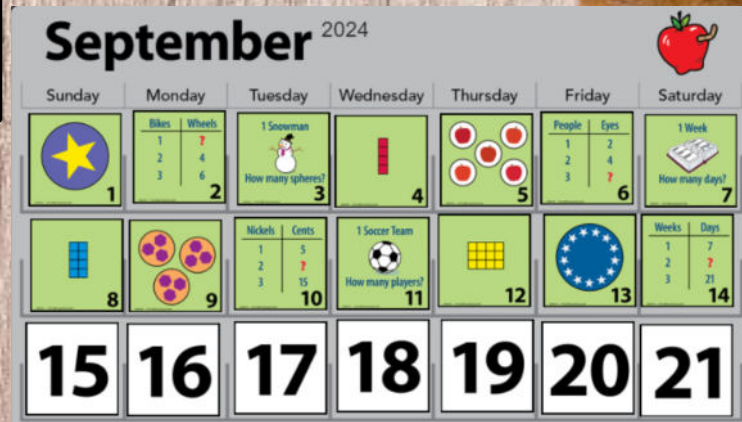 September 2024
Sunday Monday Tuesday Wednesday Thursday Friday Saturday
1
Bikes Wheels
1 ?
2 4
3 6
2
1 Snowman
How many spheres?
3
4
5
People Eyes
1 2
2 4
3 ?
6
1 Week
How many days?
7
8
9
Nickels Cents
1 5
2 ?
3 15
10
1 Soccer Team
How many players?
11
12
13
Weeks Days
1 7
2 ?
3 21
14
15 16 17 18 19 20 21